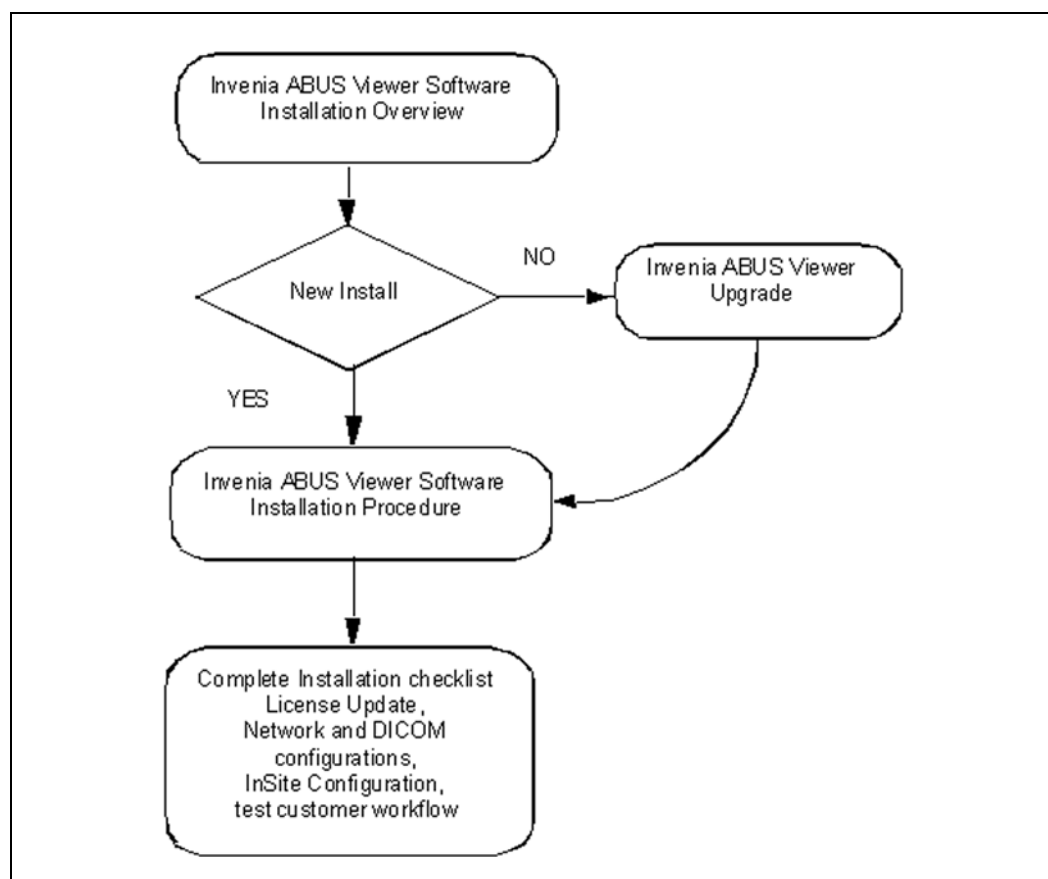 Invenia ABUS Viewer Software
Installation Overview
New Install
NO
Invenia ABUS Viewer
Upgrade
YES
Invenia ABUS Viewer Software
Installation Procedure
Complete Installation checklist
License Update,
Network and DICOM
configurations,
InSite Configuration,
test customer workflow